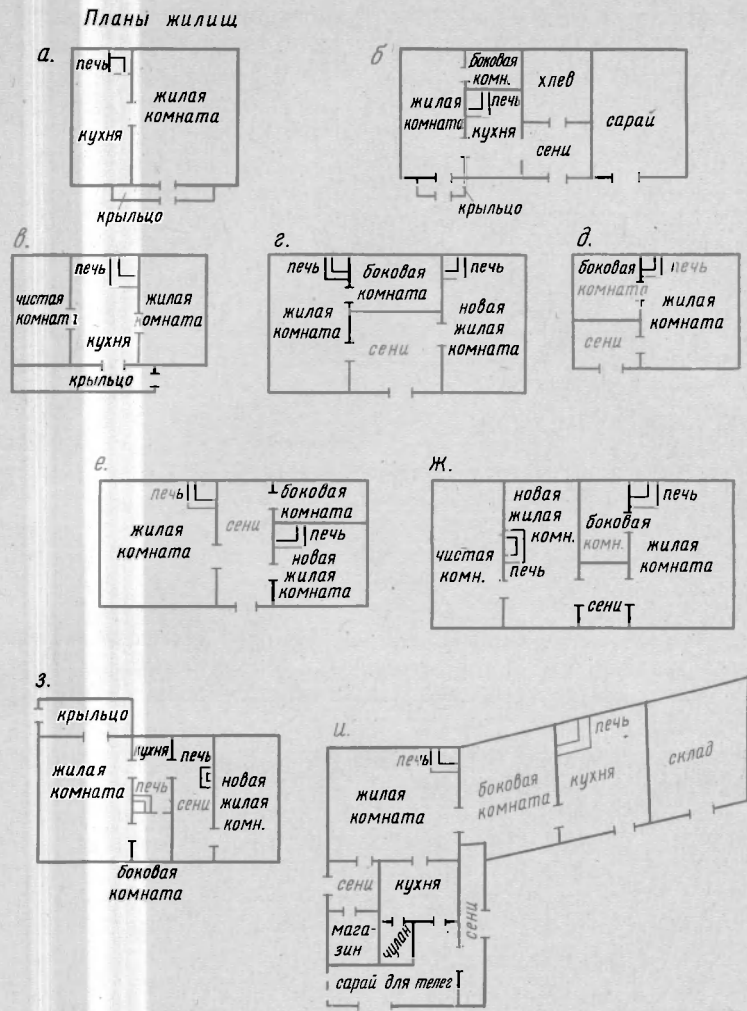 Планы жилищ
а.
печь
жилая
комната
кухня
крыльцо
б
боковая
комн.
хлев
жилая
комната
печь
кухня
сарай
сени
крыльцо
в.
печь
чистая
комната
жилая
комната
кухня
крыльцо
г.
печь
боковая
комната
печь
жилая
комната
новая
жилая
комната
сени
д.
боковая
комната
печь
жилая
комната
сени
е.
печь
боковая
комната
жилая
комната
сени
печь
новая
жилая
комната
ж.
новая
жилая
комн.
печь
боковая
комн.
чистая
комн.
жилая
комната
печь
сени
з.
крыльцо
кухня
печь
жилая
комната
печь
сени
новая
жилая
комн.
боковая
комната
и.
печь
жилая
комната
боковая
комната
печь
кухня
склад
сени
кухня
сени
мага-
зин
чулан
сарай для телег